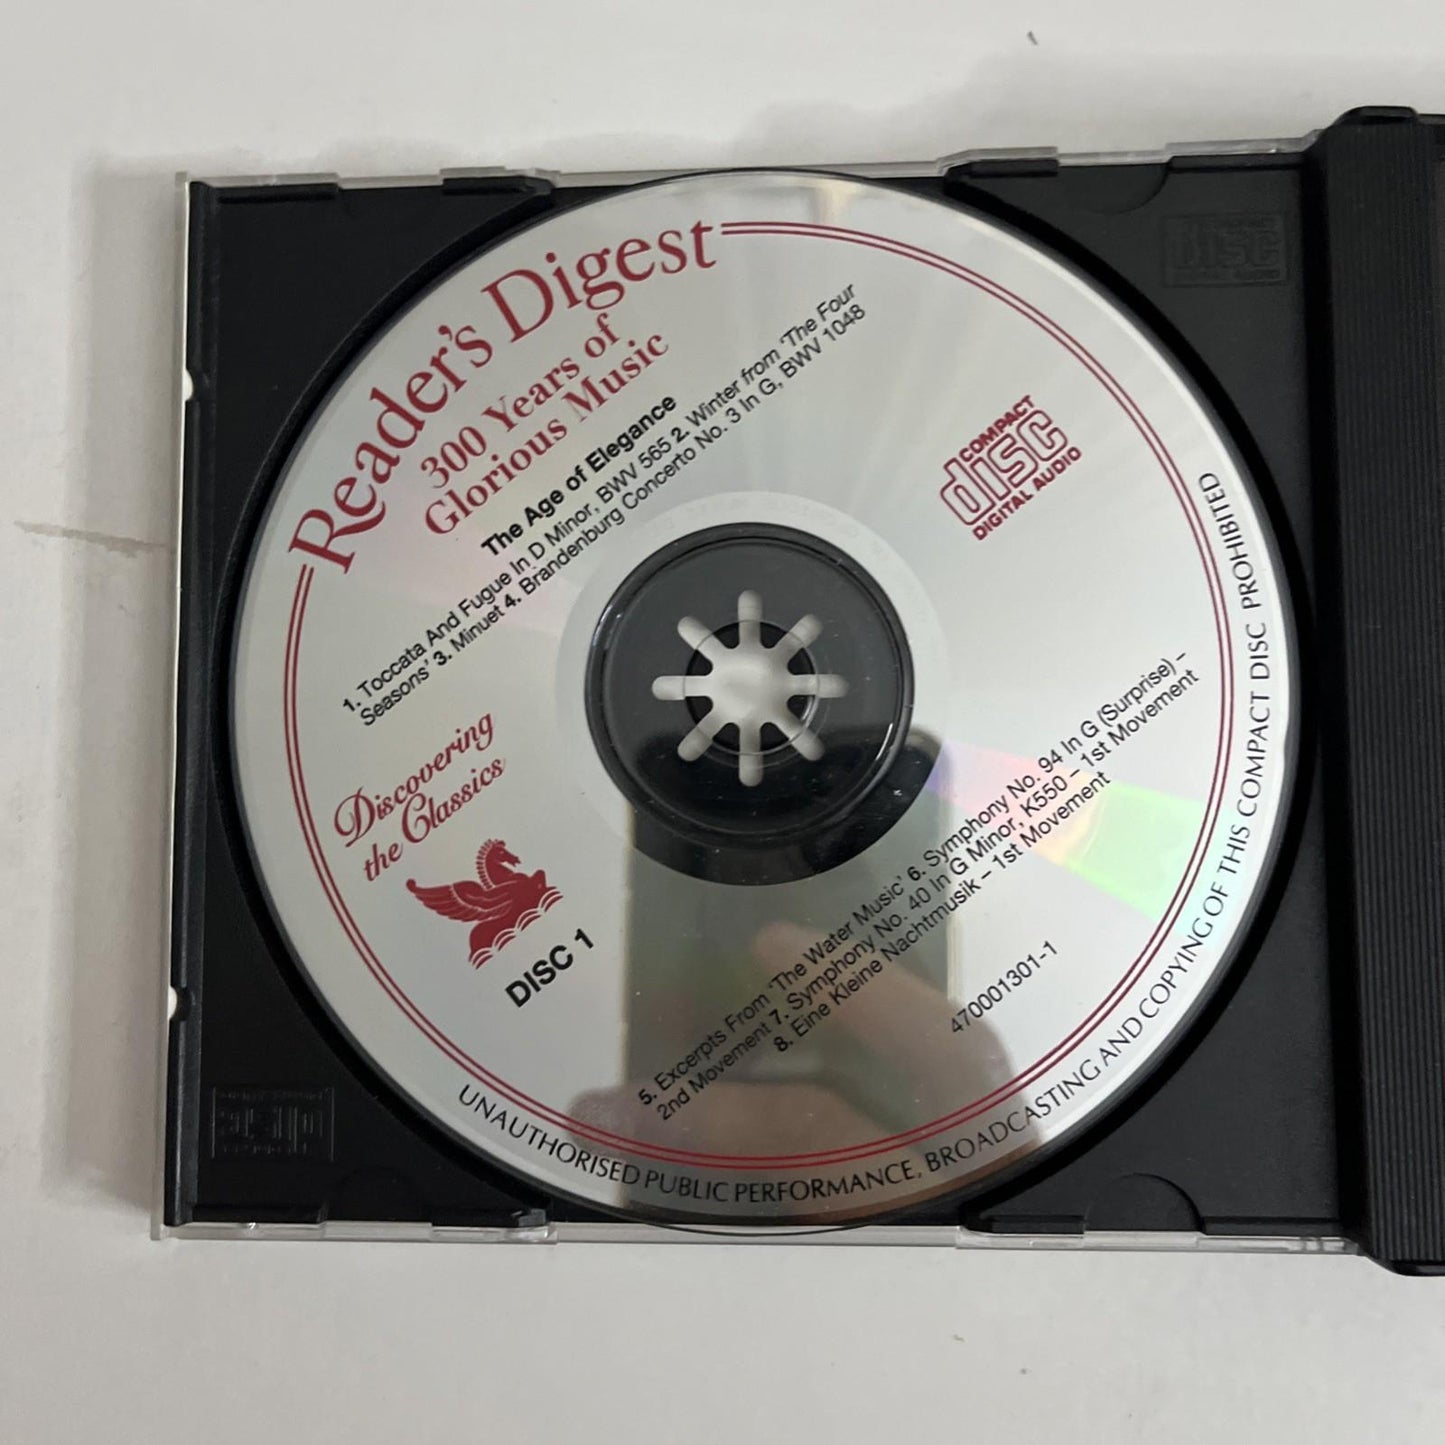 Reader's Digest
300 Years of
Glorious Music
The Age of Elegance
1. Toccata And Fugue In D Minor, BWV 565 2. Winter from 'The Four
Seasons' 3. Minuet 4. Brandenburg Concerto No. 3 In G, BWV 1048
COMPACT
disc
DIGITAL AUDIO
Discovering
the Classics
DISC 1
5. Excerpts From 'The Water Music' 6. Symphony No. 94 In G (Surprise) –
2nd Movement 7. Symphony No. 40 In G Minor, K550 – 1st Movement
8. Eine Kleine Nachtmusik – 1st Movement
470001301-1
UNAUTHORISED PUBLIC PERFORMANCE, BROADCASTING AND COPYING OF THIS COMPACT DISC PROHIBITED
disc
disc